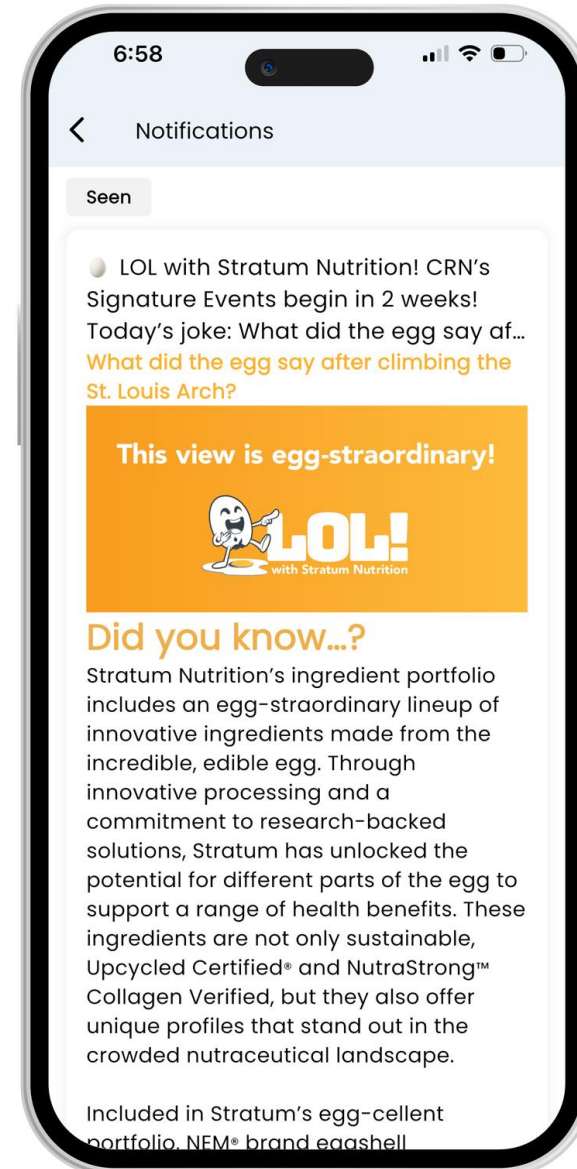 6:58
Notifications
Seen
LOL with Stratum Nutrition! CRN's
Signature Events begin in 2 weeks!
Today's joke: What did the egg say af...
What did the egg say after climbing the
St. Louis Arch?
This view is egg-straordinary!
LOL!
with Stratum Nutrition
Did you know...?
Stratum Nutrition's ingredient portfolio
includes an egg-straordinary lineup of
innovative ingredients made from the
incredible, edible egg. Through
innovative processing and a
commitment to research-backed
solutions, Stratum has unlocked the
potential for different parts of the egg to
support a range of health benefits. These
ingredients are not only sustainable,
Upcycled Certified® and NutraStrong™
Collagen Verified, but they also offer
unique profiles that stand out in the
crowded nutraceutical landscape.
Included in Stratum's egg-cellent
portfolio, NEM® brand eggshell